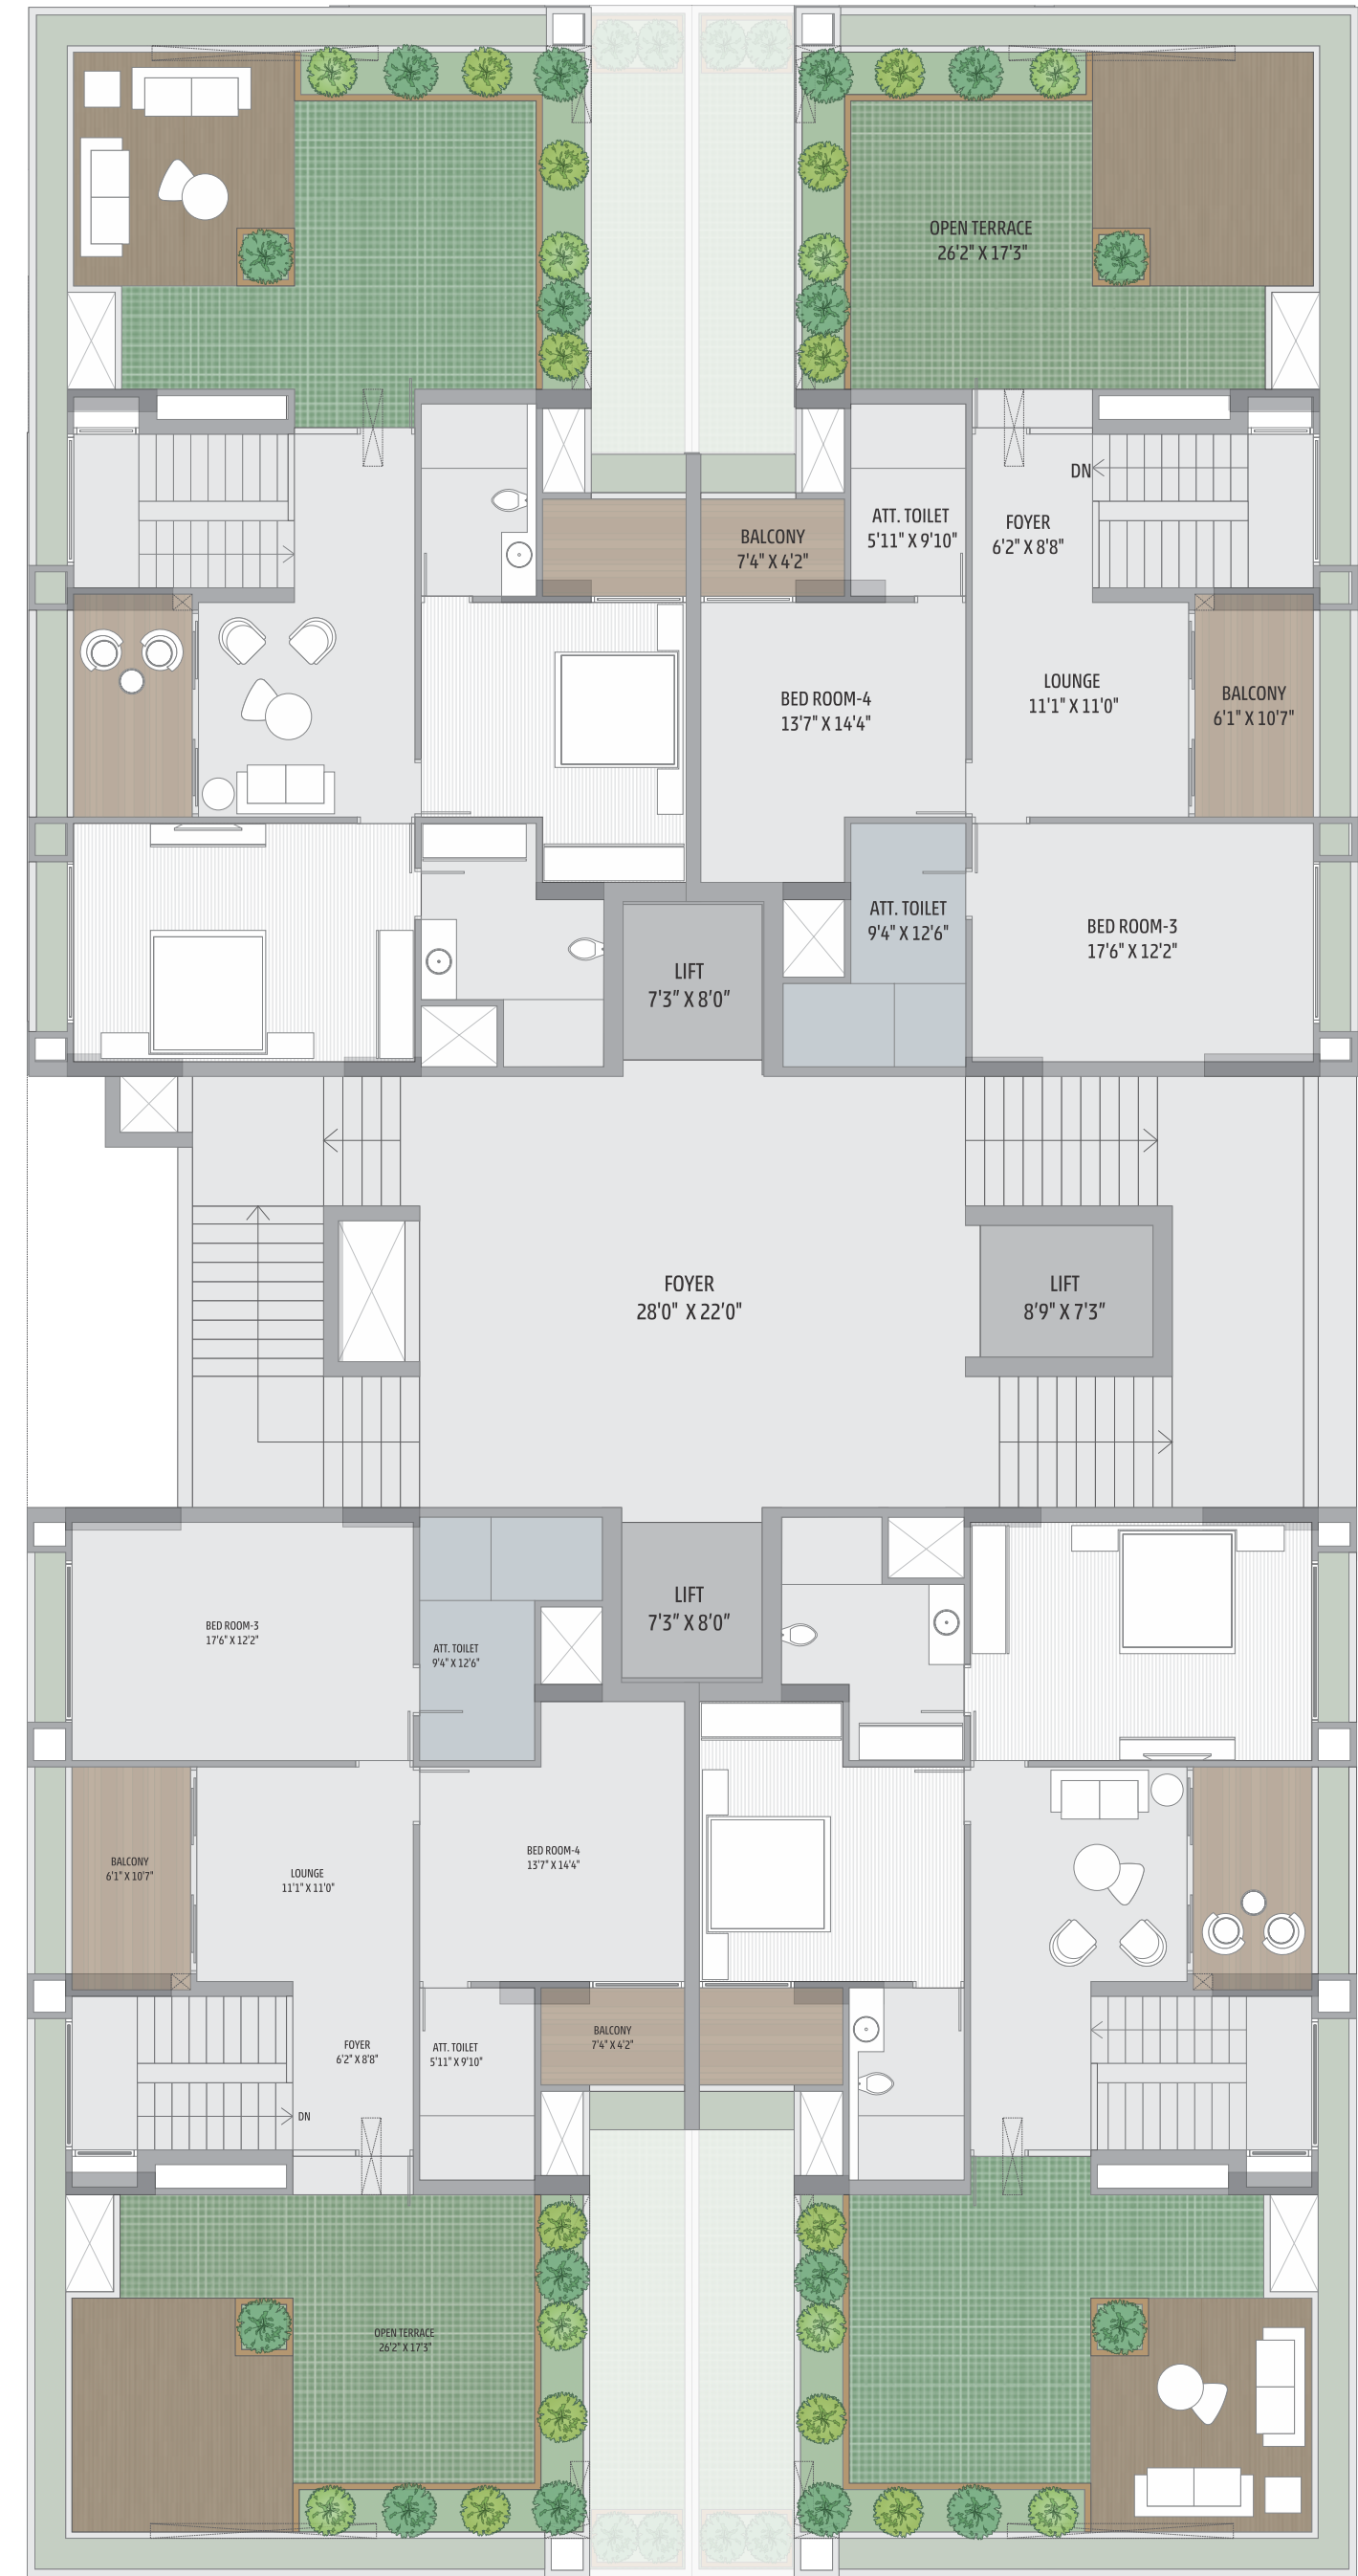 OPEN TERRACE
26'2" X 17'3"
DN
ATT. TOILET
5'11" X 9'10"
FOYER
6'2" X 8'8"
BALCONY
7'4" X 4'2"
LOUNGE
11'1" X 11'0"
BED ROOM-4
13'7" X 14'4"
BALCONY
6'1" X 10'7"
ATT. TOILET
9'4" X 12'6"
BED ROOM-3
17'6" X 12'2"
LIFT
7'3" X 8'0"
FOYER
28'0" X 22'0"
LIFT
8'9" X 7'3"
LIFT
7'3" X 8'0"
BED ROOM-3
17'6" X 12'2"
ATT. TOILET
9'4" X 12'6"
BED ROOM-4
13'7" X 14'4"
BALCONY
6'1" X 10'7"
LOUNGE
11'1" X 11'0"
BALCONY
7'4" X 4'2"
FOYER
6'2" X 8'8"
ATT. TOILET
5'11" X 9'10"
DN
OPEN TERRACE
26'2" X 17'3"